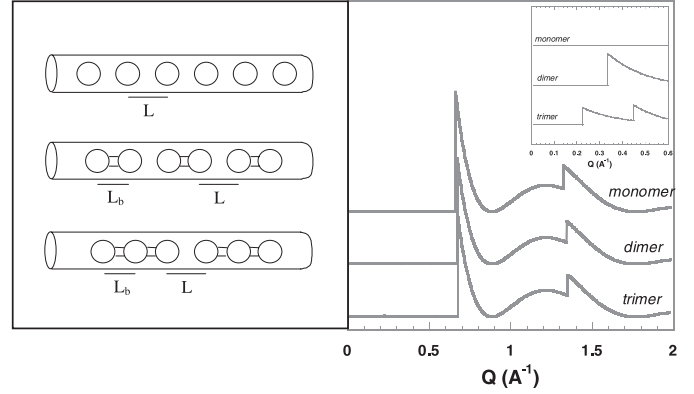 L
L_b L
L_b L
monomer
dimer
trimer
0 0.1 0.2 0.3 0.4 0.5 0.6
Q (A⁻¹)
monomer
dimer
trimer
0 0.5 1 1.5 2
Q (A⁻¹)